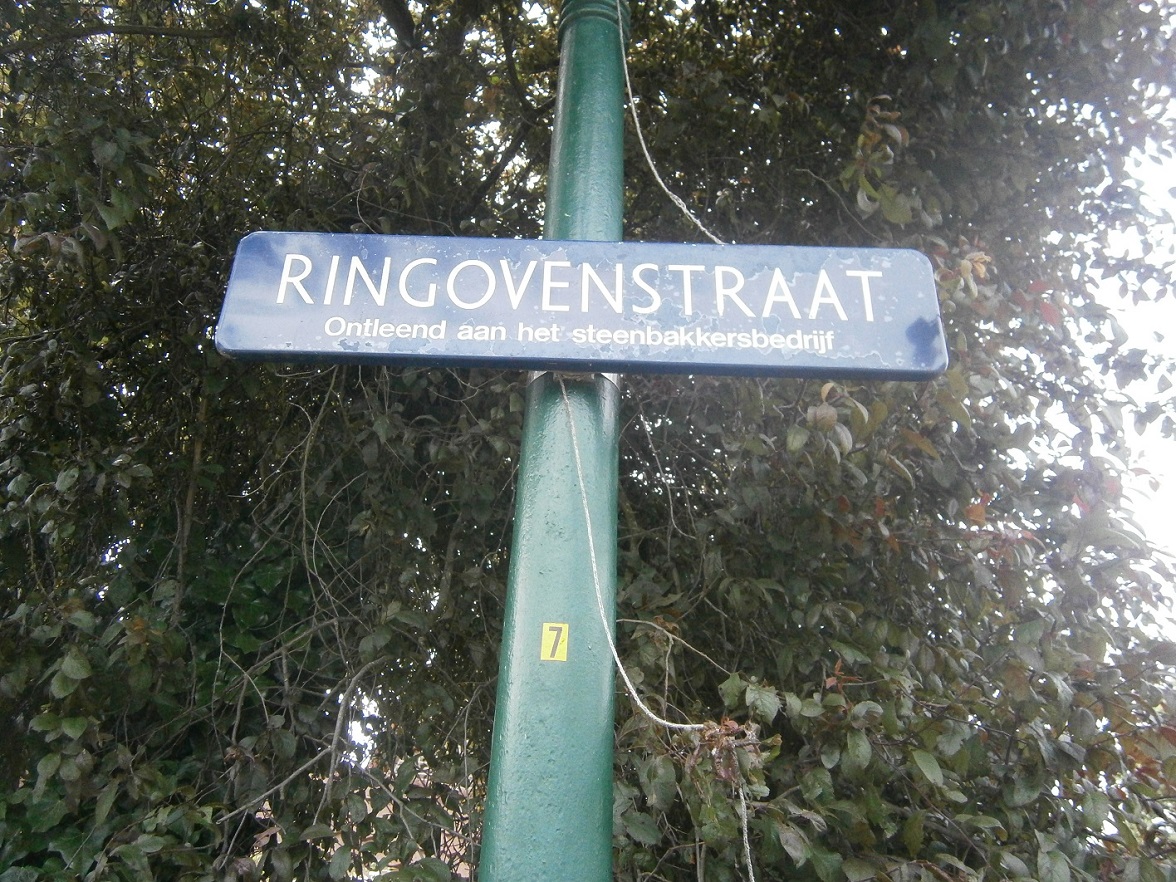 RINGOVENSTRAAT
Ontleend aan het steenbakkersbedrijf
7